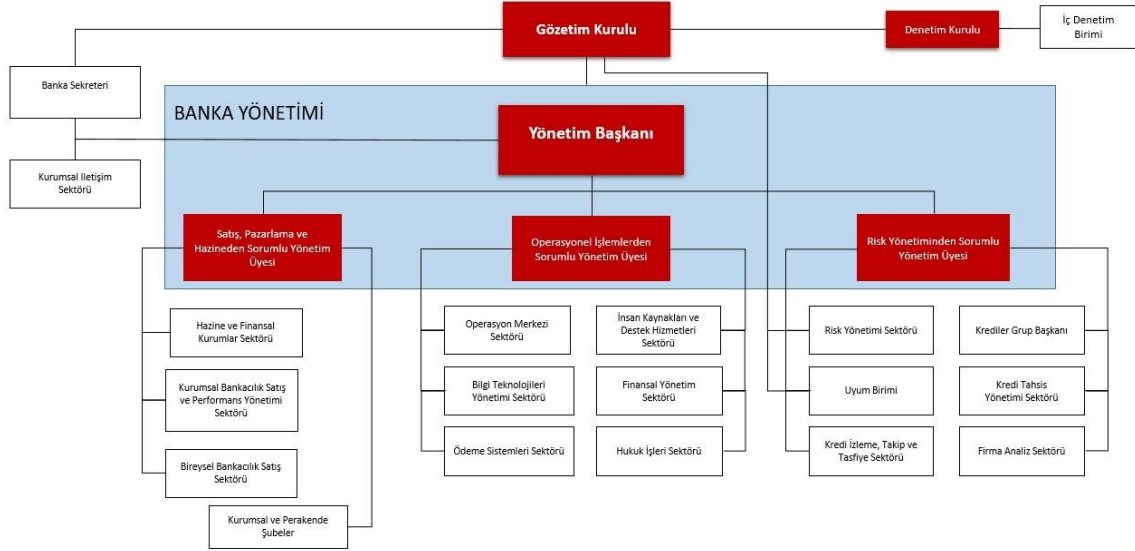 Gözetim Kurulu
Denetim Kurulu
İç Denetim
Birimi
Banka Sekreteri
BANKA YÖNETİMİ
Yönetim Başkanı
Kurumsal Iletişim
Sektörü
Satış, Pazarlama ve
Hazineden Sorumlu Yönetim
Üyesi
Operasyonel İşlemlerden
Sorumlu Yönetim Üyesi
Risk Yönetiminden Sorumlu
Yönetim Üyesi
Hazine ve Finansal
Kurumlar Sektörü
Kurumsal Bankacılık Satış
ve Performans Yönetimi
Sektörü
Bireysel Bankacılık Satış
Sektörü
Kurumsal ve Perakende
Şubeler
Operasyon Merkezi
Sektörü
İnsan Kaynakları ve
Destek Hizmetleri
Sektörü
Bilgi Teknolojileri
Yönetimi Sektörü
Finansal Yönetim
Sektörü
Ödeme Sistemleri Sektörü
Hukuk İşleri Sektörü
Risk Yönetimi Sektörü
Krediler Grup Başkanı
Uyum Birimi
Kredi Tahsis
Yönetimi Sektörü
Kredi İzleme, Takip ve
Tasfiye Sektörü
Firma Analiz Sektörü